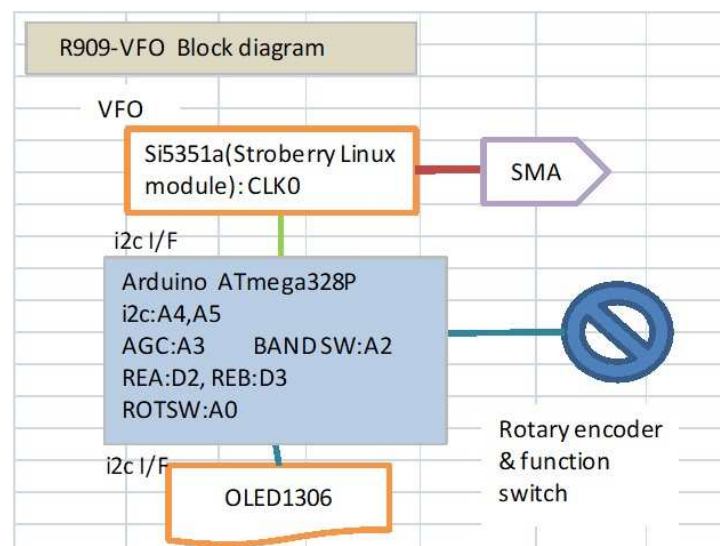 R909-VFO Block diagram
VFO
Si5351a(Stroberry Linux
module): CLK0
SMA
i2c I/F
Arduino ATmega328P
i2c:A4,A5
AGC:A3 BAND SW:A2
REA:D2, REB:D3
ROTSW:A0
Rotary encoder
& function
switch
i2c I/F
OLED1306